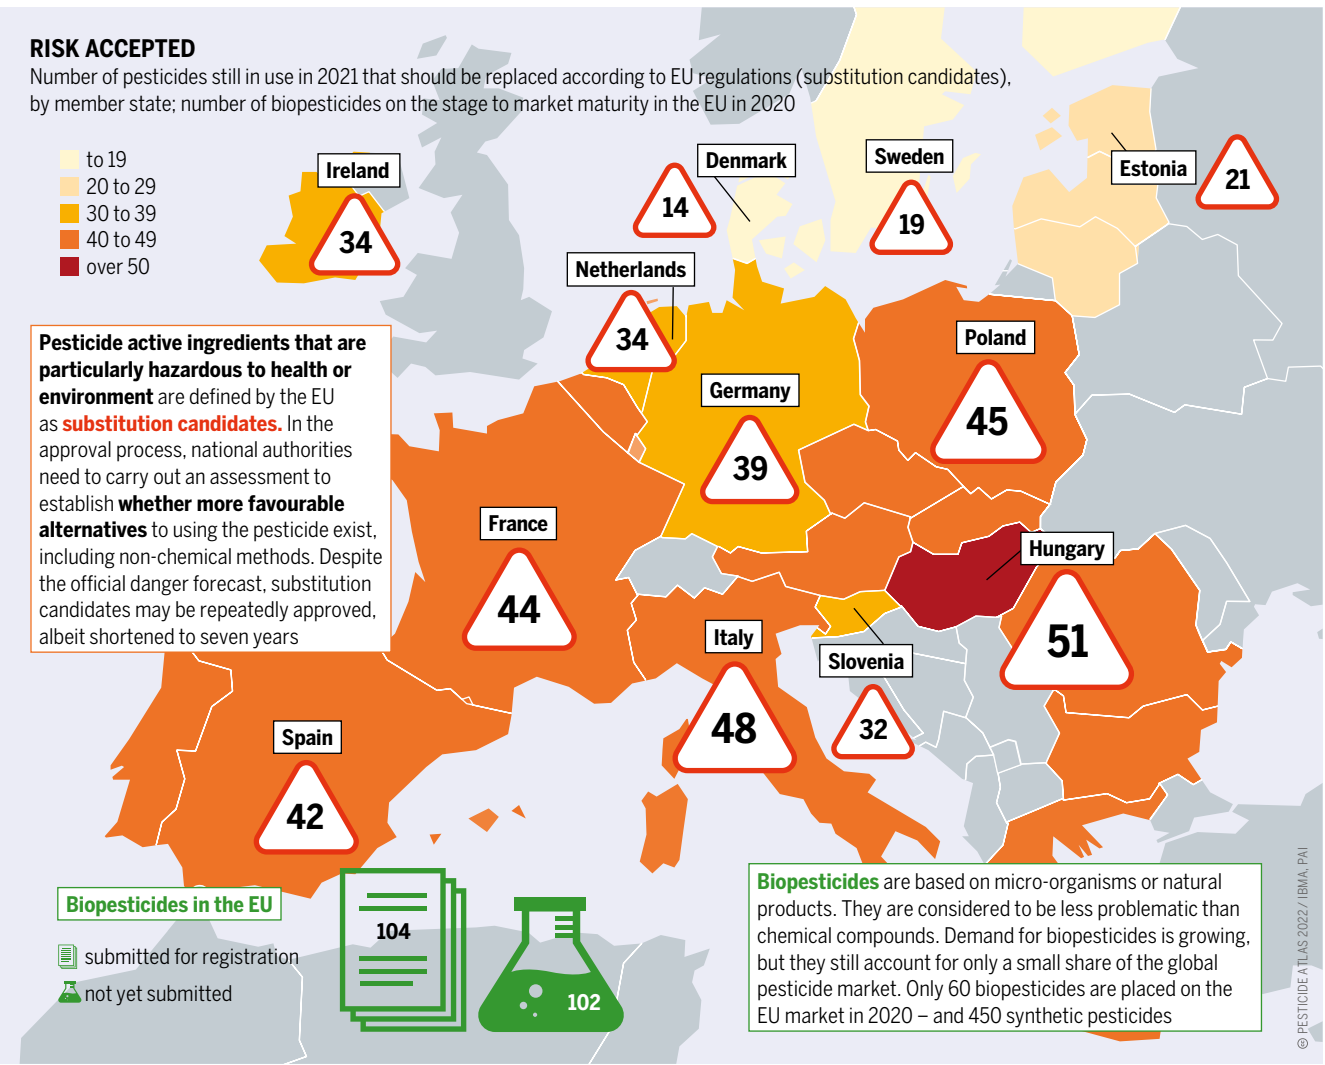 RISK ACCEPTED
Number of pesticides still in use in 2021 that should be replaced according to EU regulations (substitution candidates),
by member state; number of biopesticides on the stage to market maturity in the EU in 2020
to 19
20 to 29
30 to 39
40 to 49
over 50
Ireland
34
Denmark
14
Sweden
19
Estonia
21
Netherlands
34
Germany
39
Poland
45
Pesticide active ingredients that are
particularly hazardous to health or
environment are defined by the EU
as substitution candidates. In the
approval process, national authorities
need to carry out an assessment to
establish whether more favourable
alternatives to using the pesticide exist,
including non-chemical methods. Despite
the official danger forecast, substitution
candidates may be repeatedly approved,
albeit shortened to seven years
France
44
Hungary
51
Italy
48
Slovenia
32
Spain
42
Biopesticides in the EU
submitted for registration
not yet submitted
104
102
Biopesticides are based on micro-organisms or natural
products. They are considered to be less problematic than
chemical compounds. Demand for biopesticides is growing,
but they still account for only a small share of the global
pesticide market. Only 60 biopesticides are placed on the
EU market in 2020 – and 450 synthetic pesticides
cc PESTICIDE ATLAS 2022 / IBMA, PAI